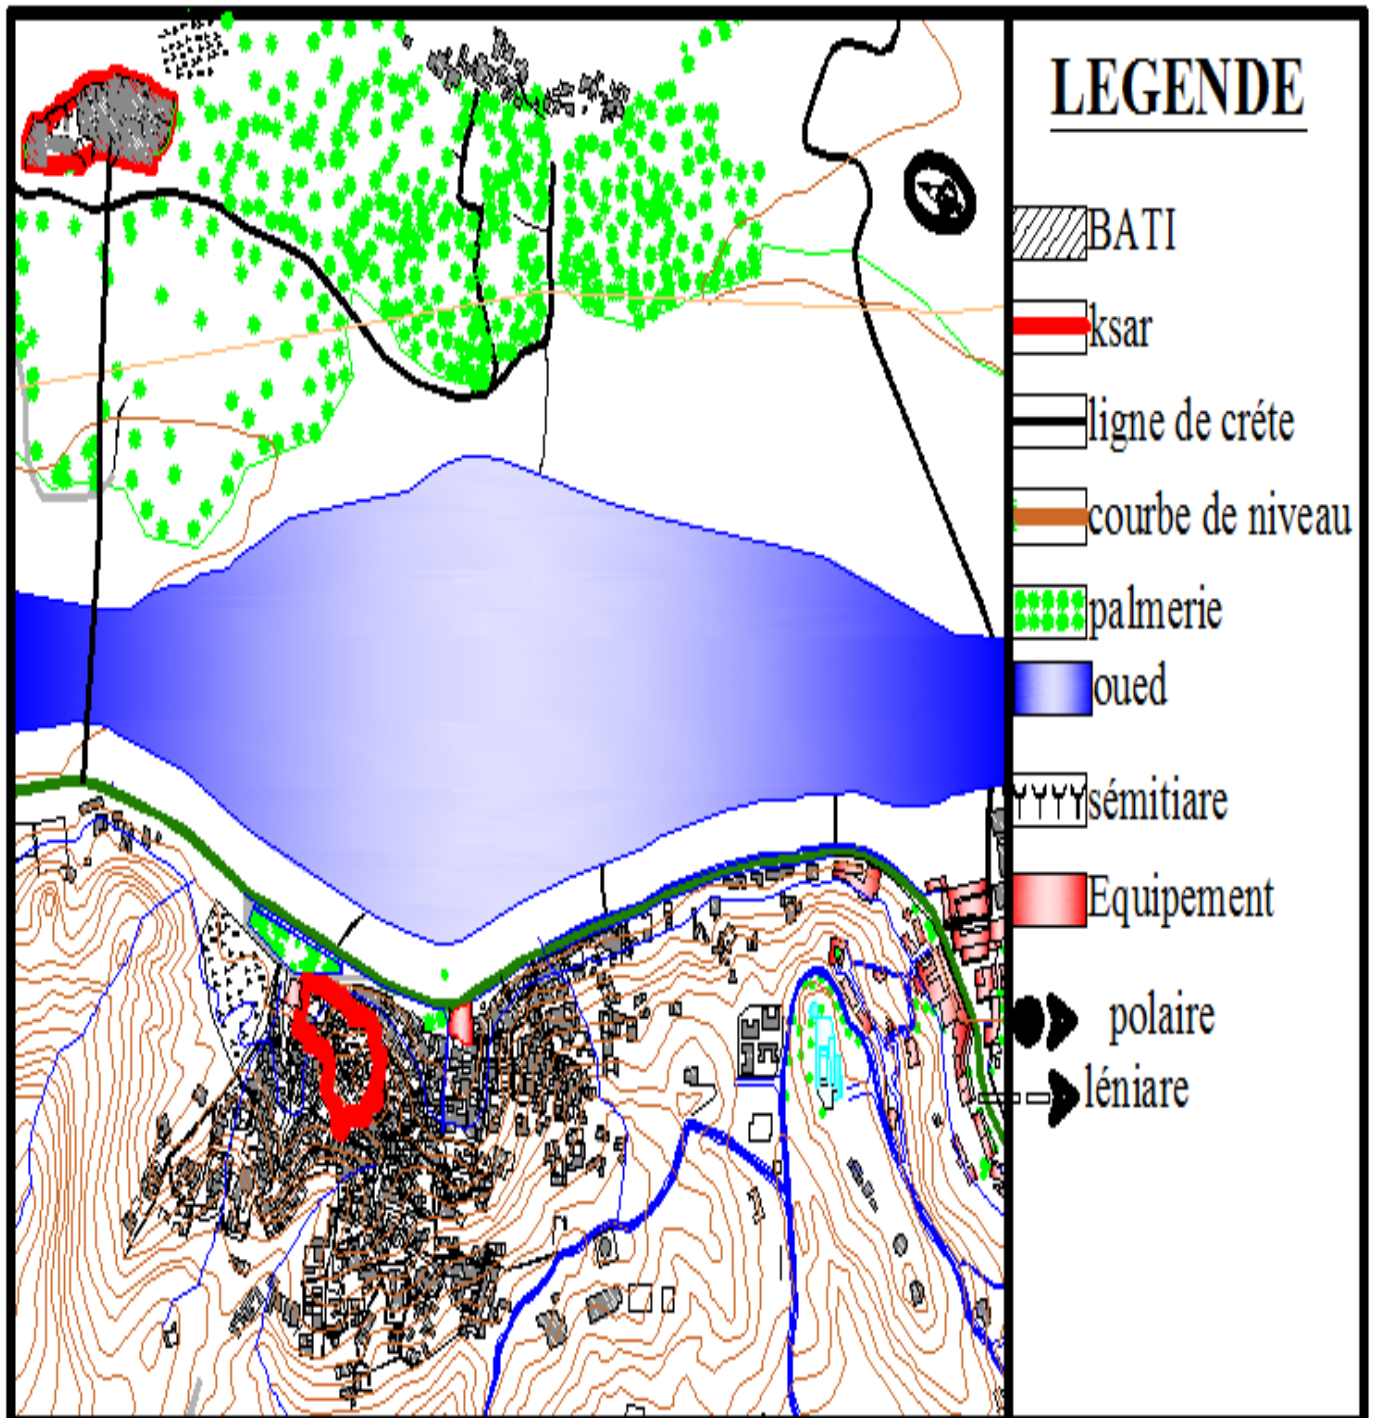 LEGENDE
BATI
ksar
ligne de créte
courbe de niveau
palmerie
oued
sémitiare
Equipement
polaire
léniare